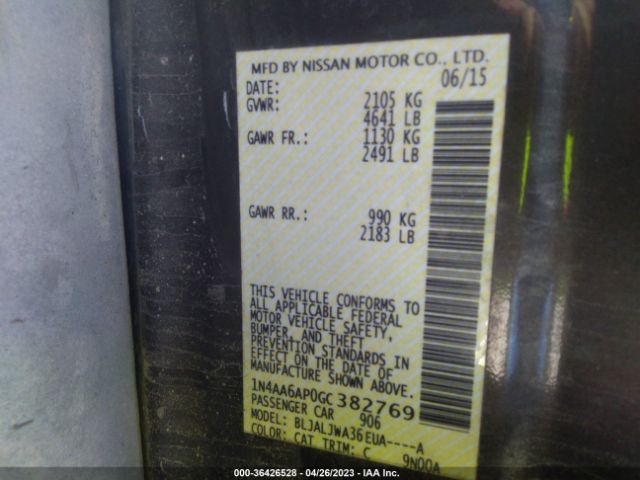 MFD BY NISSAN MOTOR CO., LTD.
DATE: 06/15
GVWR: 2105 KG
4641 LB
GAWR FR.: 1130 KG
2491 LB
GAWR RR.: 990 KG
2183 LB
THIS VEHICLE CONFORMS TO
ALL APPLICABLE FEDERAL
MOTOR VEHICLE SAFETY,
BUMPER, AND THEFT
PREVENTION STANDARDS IN
EFFECT ON THE DATE OF
MANUFACTURE SHOWN ABOVE.
1N4AA6AP0GC382769
PASSENGER CAR 906
MODEL: BLJALJWA36EUA----A
COLOR: CAT TRIM: C 9N00A
000-36426528 - 04/26/2023 - IAA Inc.